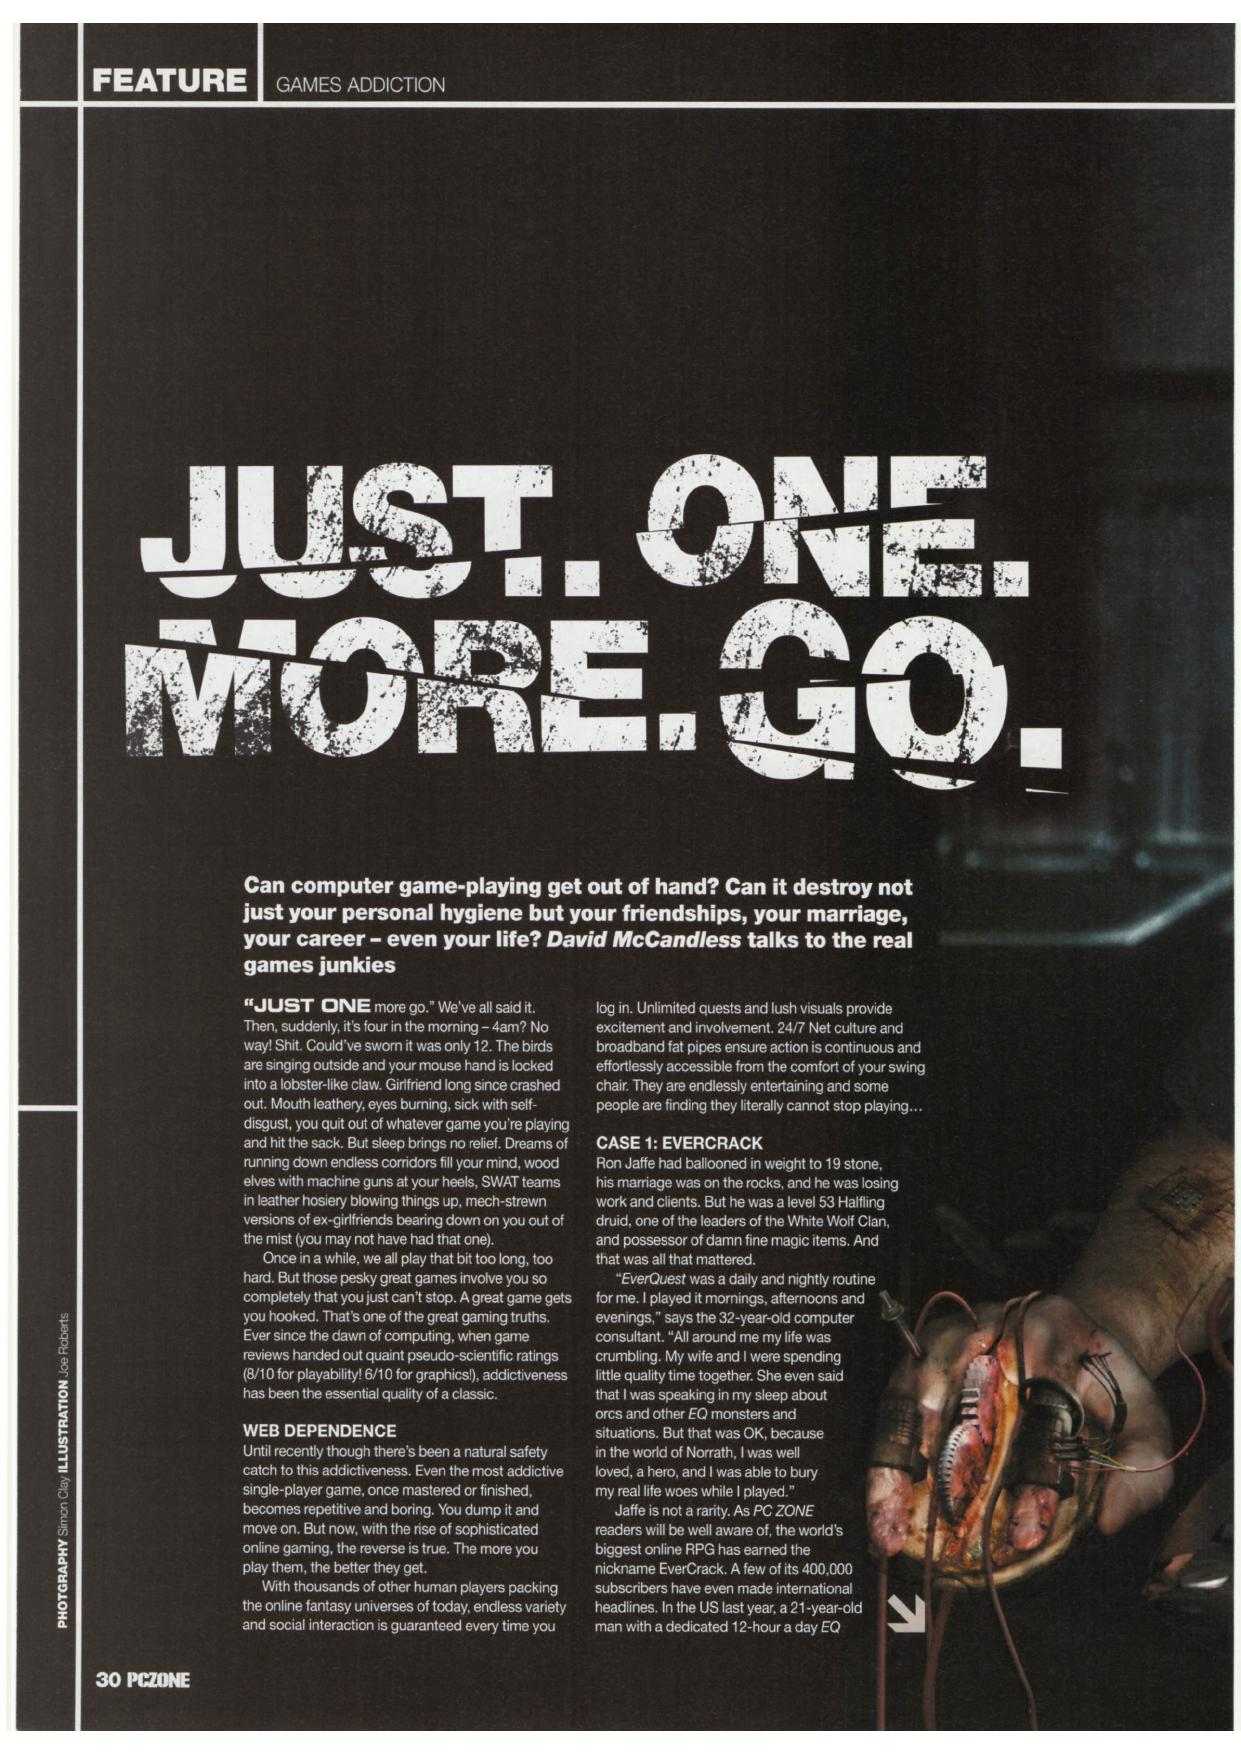 FEATURE GAMES ADDICTION
JUST. ONE.
MORE. GO.
Can computer game-playing get out of hand? Can it destroy not
just your personal hygiene but your friendships, your marriage,
your career – even your life? David McCandless talks to the real
games junkies
“JUST ONE more go.” We’ve all said it.
Then, suddenly, it’s four in the morning – 4am? No
way! Shit. Could’ve sworn it was only 12. The birds
are singing outside and your mouse hand is locked
into a lobster-like claw. Girlfriend long since crashed
out. Mouth leathery, eyes burning, sick with self-
disgust, you quit out of whatever game you’re playing
and hit the sack. But sleep brings no relief. Dreams of
running down endless corridors fill your mind, wood
elves with machine guns at your heels, SWAT teams
in leather hosiery blowing things up, mech-strewn
versions of ex-girlfriends bearing down on you out of
the mist (you may not have had that one).
Once in a while, we all play that bit too long, too
hard. But those pesky great games involve you so
completely that you just can’t stop. A great game gets
you hooked. That’s one of the great gaming truths.
Ever since the dawn of computing, when game
reviews handed out quaint pseudo-scientific ratings
(8/10 for playability! 6/10 for graphics!), addictiveness
has been the essential quality of a classic.
WEB DEPENDENCE
Until recently though there’s been a natural safety
catch to this addictiveness. Even the most addictive
single-player game, once mastered or finished,
becomes repetitive and boring. You dump it and
move on. But now, with the rise of sophisticated
online gaming, the reverse is true. The more you
play them, the better they get.
With thousands of other human players packing
the online fantasy universes of today, endless variety
and social interaction is guaranteed every time you
log in. Unlimited quests and lush visuals provide
excitement and involvement. 24/7 Net culture and
broadband fat pipes ensure action is continuous and
effortlessly accessible from the comfort of your swing
chair. They are endlessly entertaining and some
people are finding they literally cannot stop playing…
CASE 1: EVERCRACK
Ron Jaffe had ballooned in weight to 19 stone,
his marriage was on the rocks, and he was losing
work and clients. But he was a level 53 Halfling
druid, one of the leaders of the White Wolf Clan,
and possessor of damn fine magic items. And
that was all that mattered.
“EverQuest was a daily and nightly routine
for me. I played it mornings, afternoons and
evenings,” says the 32-year-old computer
consultant. “All around me my life was
crumbling. My wife and I were spending
little quality time together. She even said
that I was speaking in my sleep about
orcs and other EQ monsters and
situations. But that was OK, because
in the world of Norrath, I was well
loved, a hero, and I was able to bury
my real life woes while I played.”
Jaffe is not a rarity. As PC ZONE
readers will be well aware of, the world’s
biggest online RPG has earned the
nickname EverCrack. A few of its 400,000
subscribers have even made international
headlines. In the US last year, a 21-year-old
man with a dedicated 12-hour a day EQ
PHOTGRAPHY Simon Clay ILLUSTRATION Joe Roberts
30 PCZONE